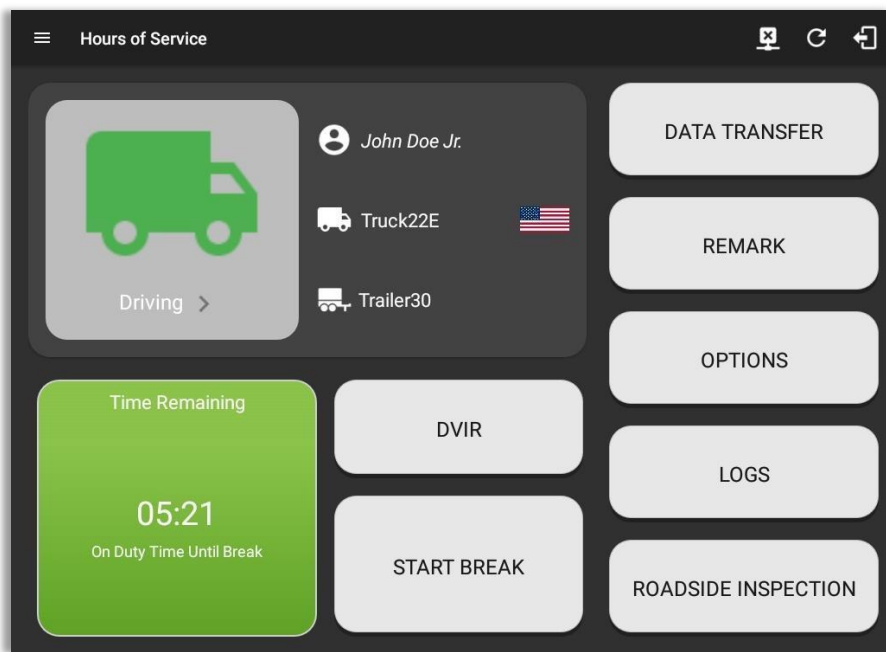 Hours of Service
John Doe Jr.
Truck22E
Trailer30
Driving
Time Remaining
05:21
On Duty Time Until Break
DVIR
START BREAK
DATA TRANSFER
REMARK
OPTIONS
LOGS
ROADSIDE INSPECTION